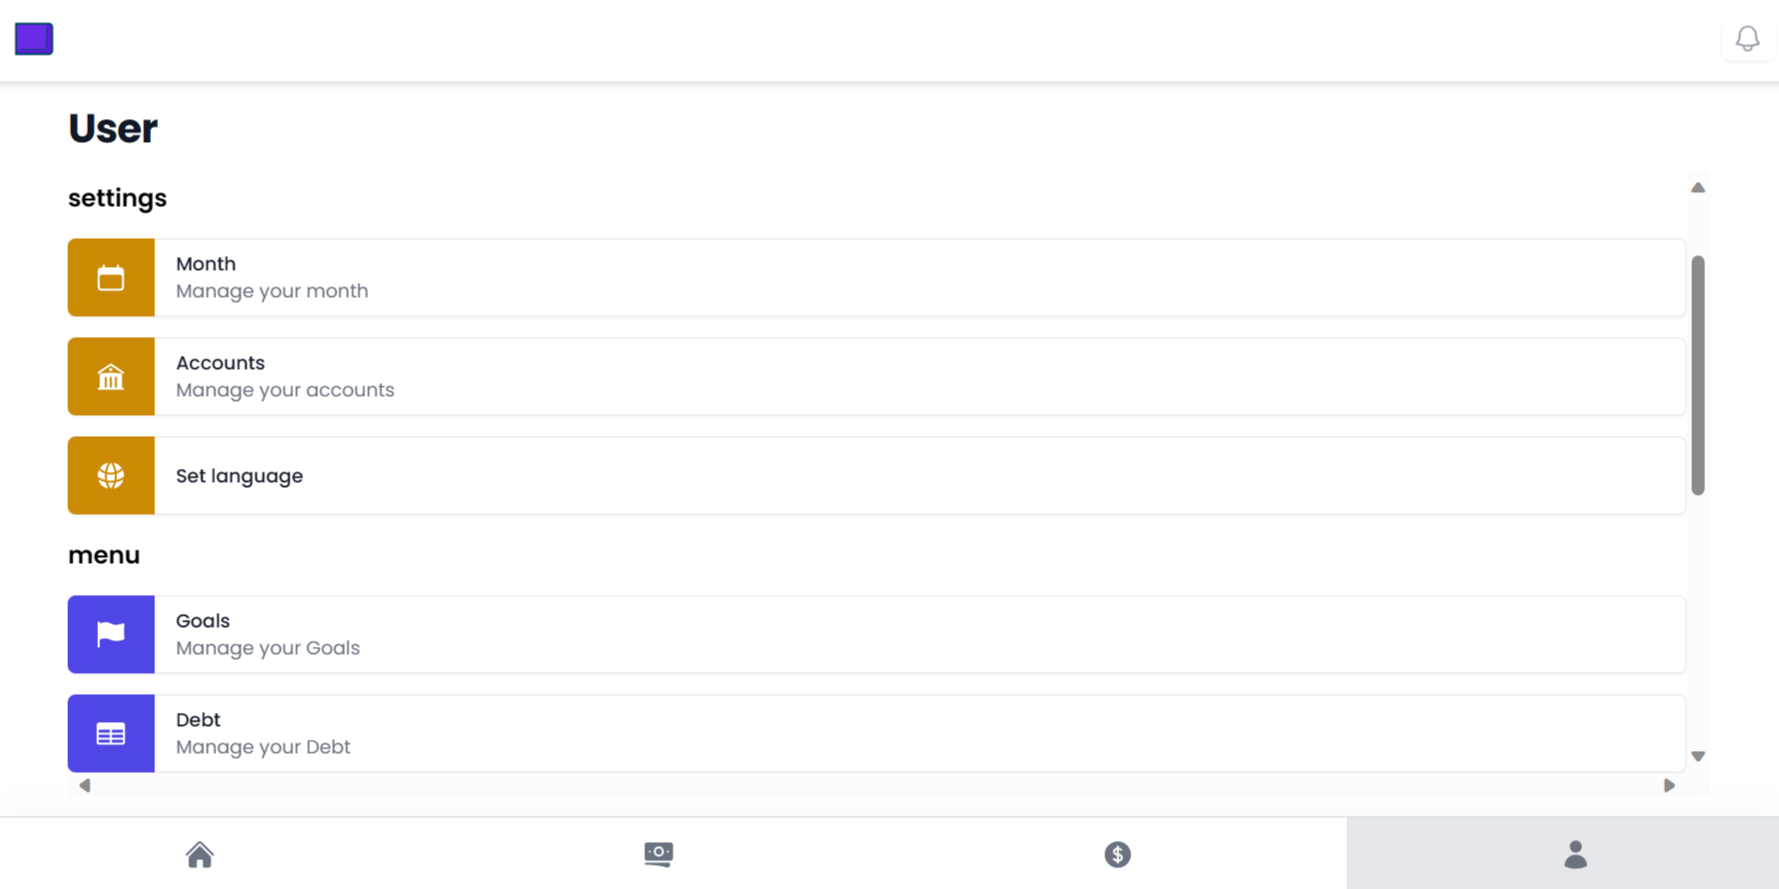 User
settings
Month
Manage your month
Accounts
Manage your accounts
Set language
menu
Goals
Manage your Goals
Debt
Manage your Debt